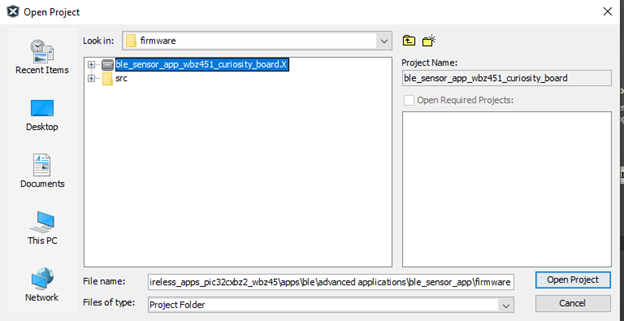 Open Project
Look in:
firmware
Recent Items
Desktop
Documents
This PC
Network
ble_sensor_app_wbz451_curiosity_board.X
src
Project Name:
ble_sensor_app_wbz451_curiosity_board
Open Required Projects:
File name:
ireless_apps_pic32cxbz2_wbz45\apps\ble\advanced applications\ble_sensor_app\firmware
Open Project
Files of type:
Project Folder
Cancel